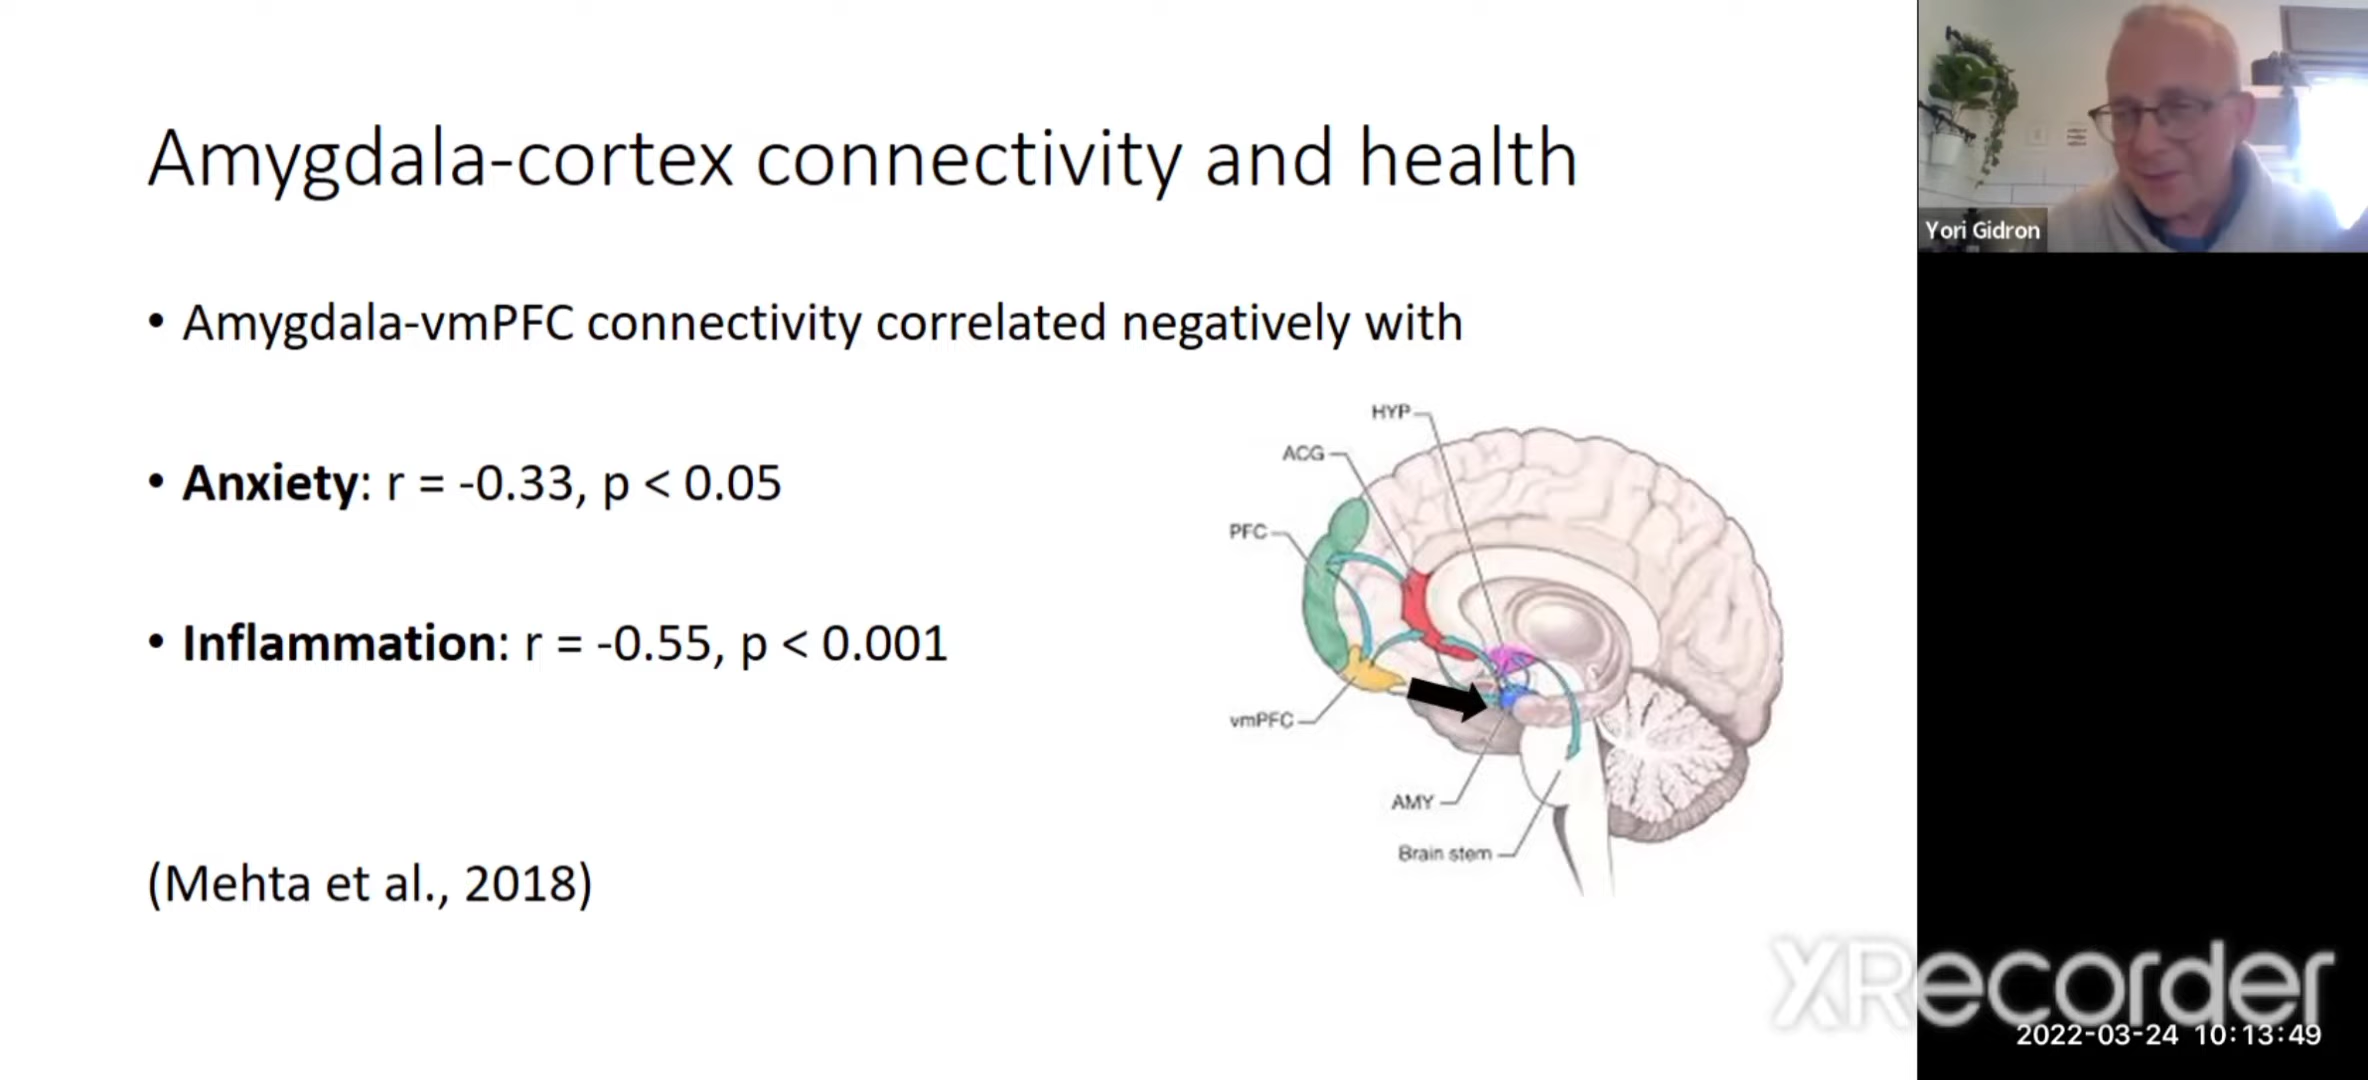 Amygdala-cortex connectivity and health
• Amygdala-vmPFC connectivity correlated negatively with
• Anxiety: r = -0.33, p < 0.05
• Inflammation: r = -0.55, p < 0.001
(Mehta et al., 2018)
HYP
ACG
PFC
vmPFC
AMY
Brain stem
Yori Gidron
XRecorder
2022-03-24 10:13:49